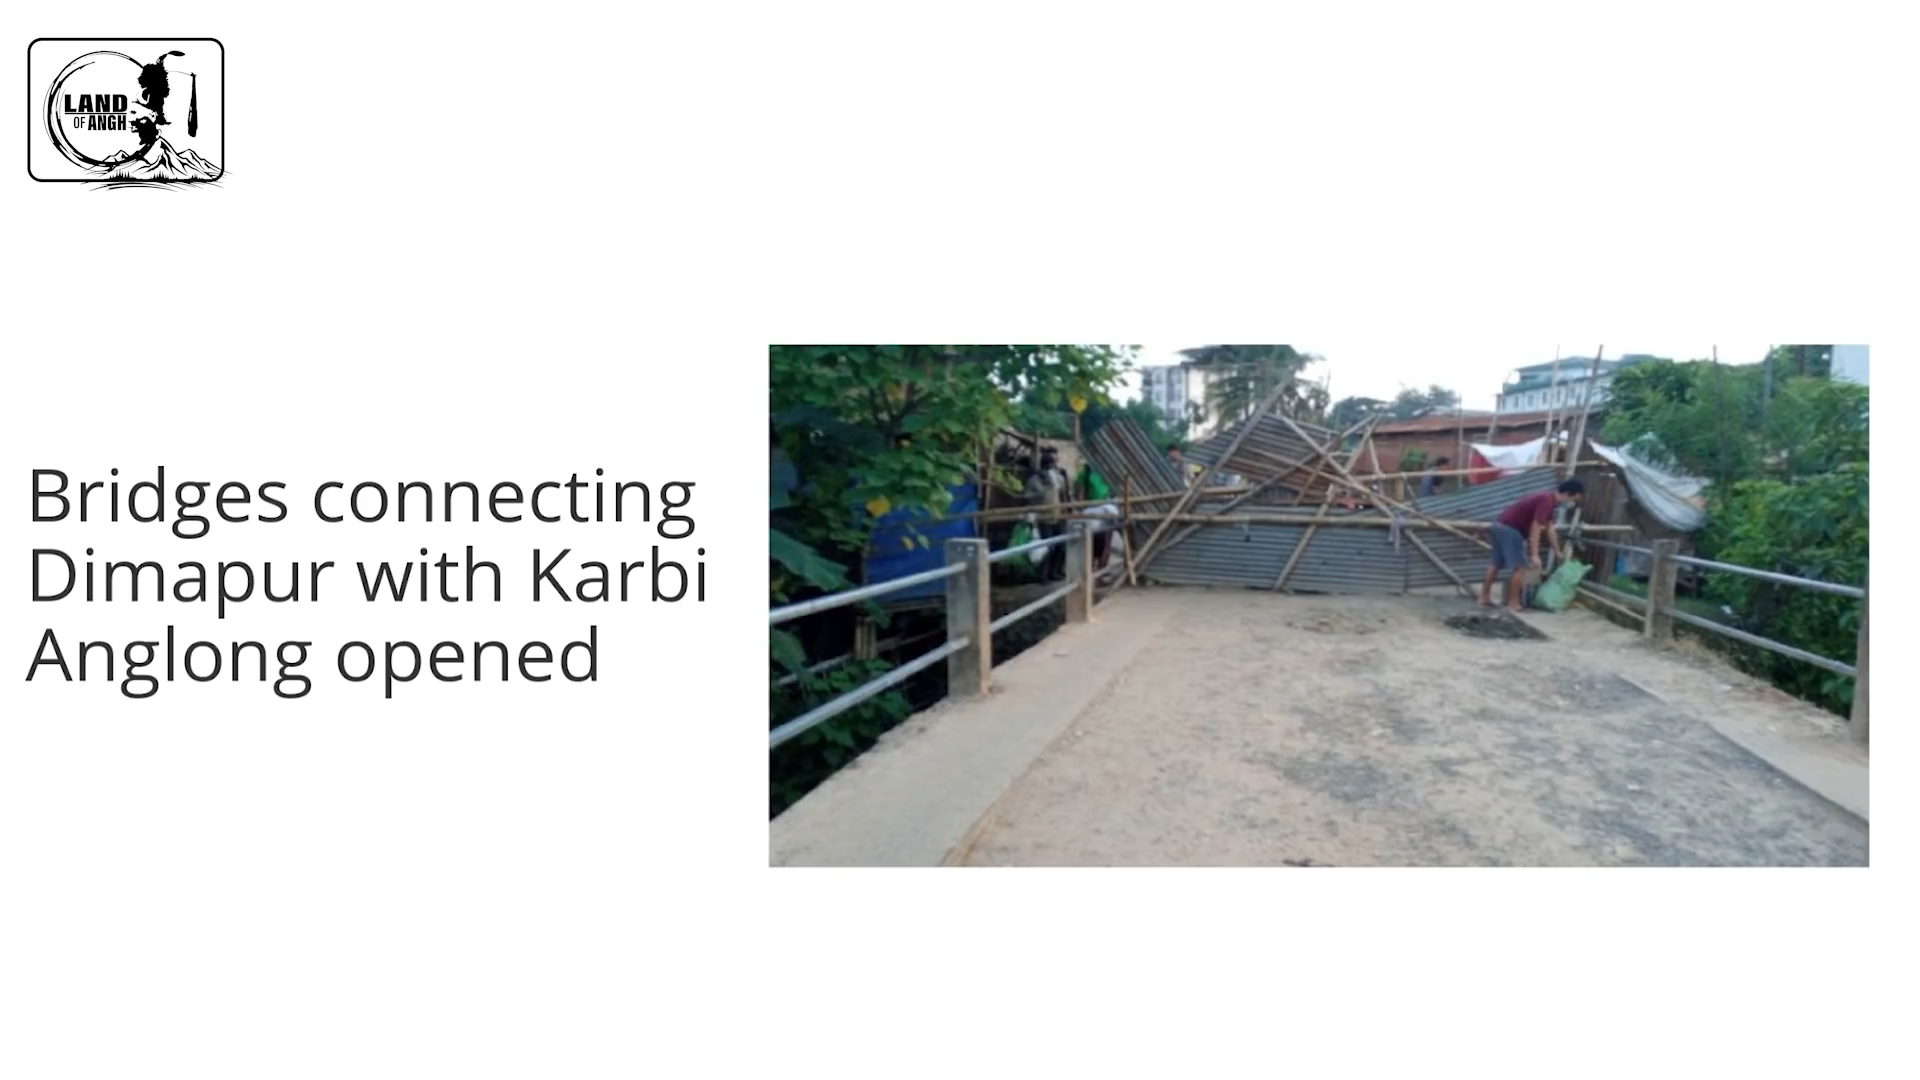 LAND
OF ANGH
Bridges connecting
Dimapur with Karbi
Anglong opened